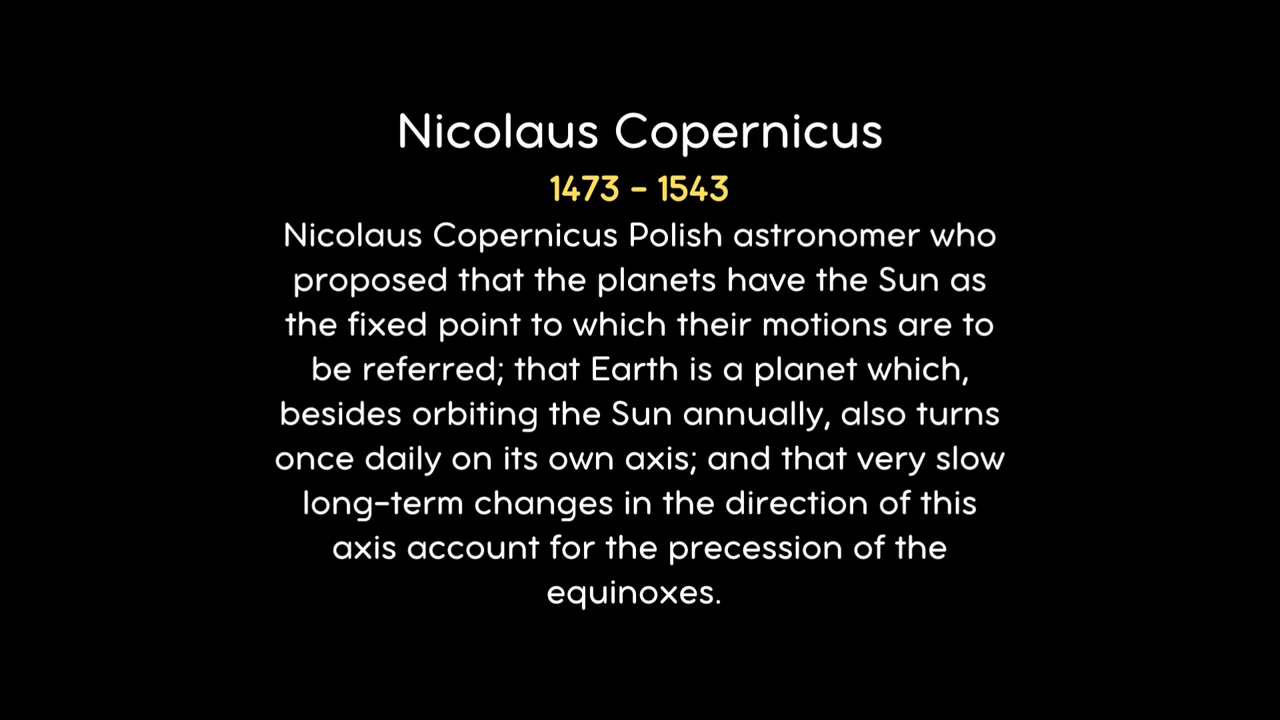 Nicolaus Copernicus
1473 - 1543
Nicolaus Copernicus Polish astronomer who
proposed that the planets have the Sun as
the fixed point to which their motions are to
be referred; that Earth is a planet which,
besides orbiting the Sun annually, also turns
once daily on its own axis; and that very slow
long-term changes in the direction of this
axis account for the precession of the
equinoxes.